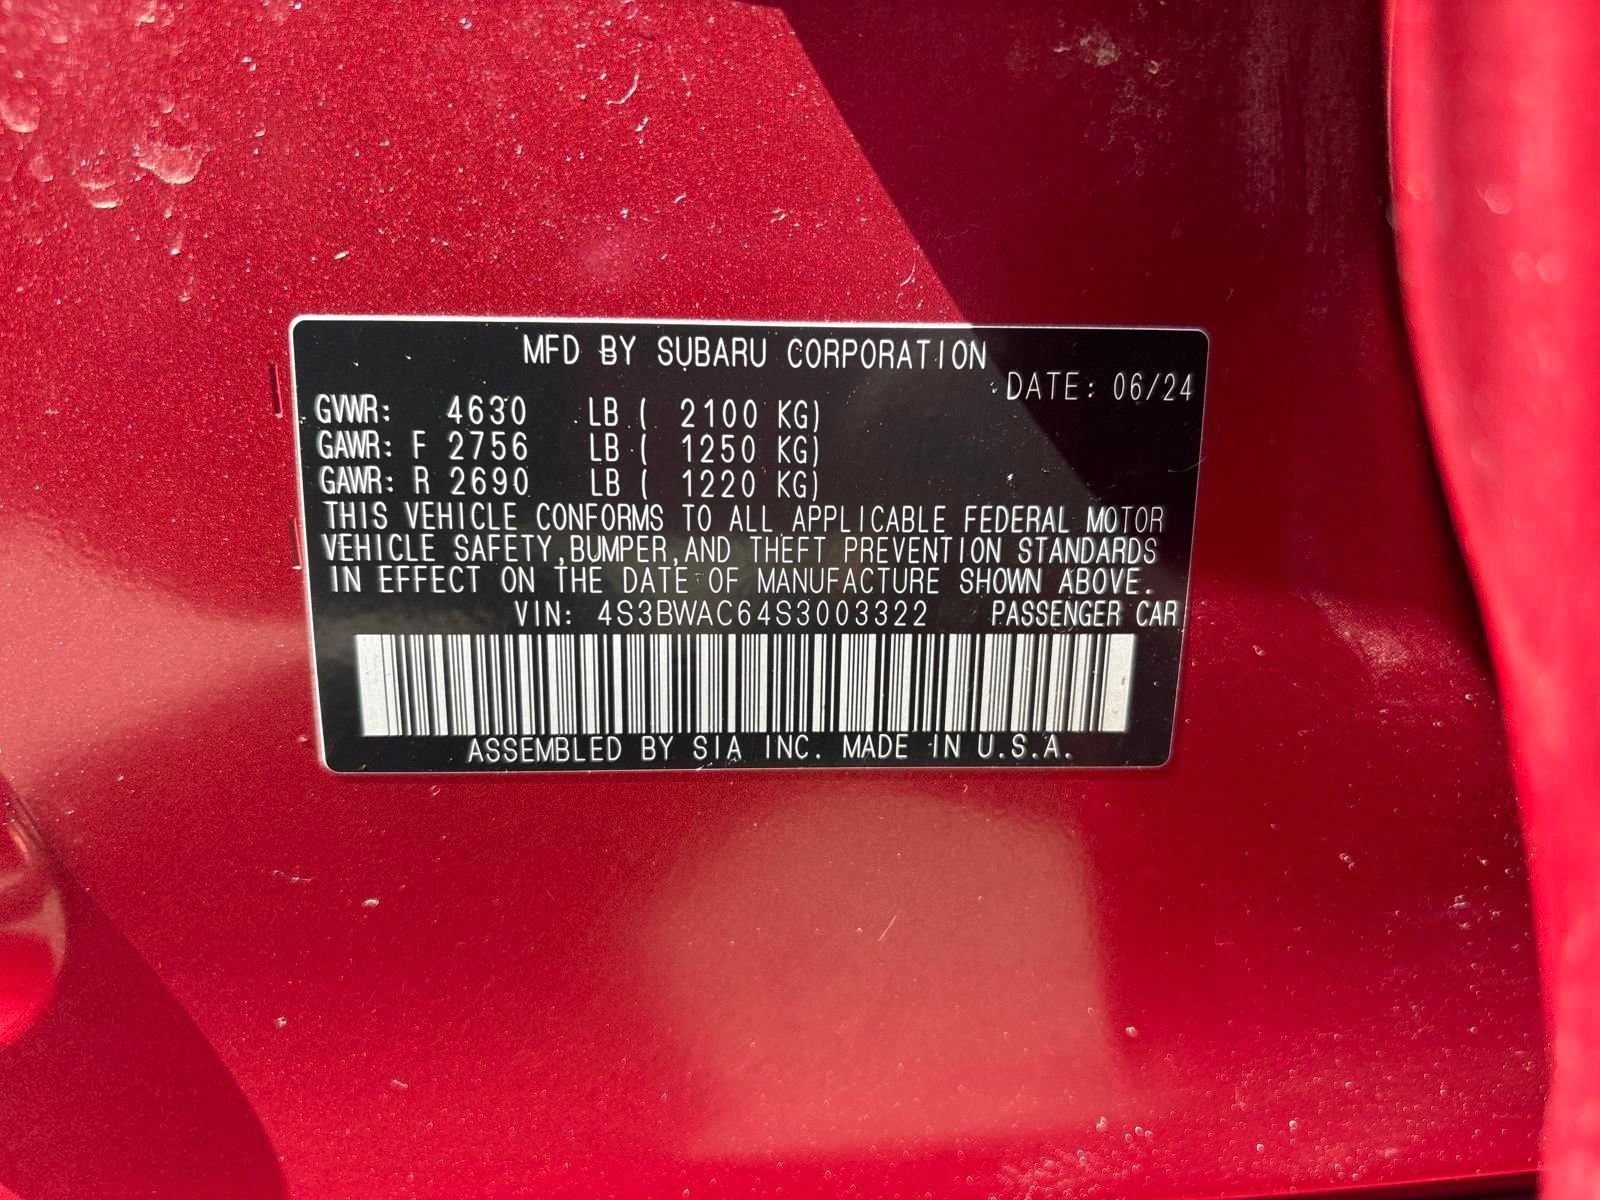 MFD BY SUBARU CORPORATION
DATE: 06/24
GVWR: 4630 LB ( 2100 KG)
GAWR: F 2756 LB ( 1250 KG)
GAWR: R 2690 LB ( 1220 KG)
THIS VEHICLE CONFORMS TO ALL APPLICABLE FEDERAL MOTOR
VEHICLE SAFETY,BUMPER,AND THEFT PREVENTION STANDARDS
IN EFFECT ON THE DATE OF MANUFACTURE SHOWN ABOVE.
VIN: 4S3BWAC64S3003322 PASSENGER CAR
ASSEMBLED BY SIA INC. MADE IN U.S.A.